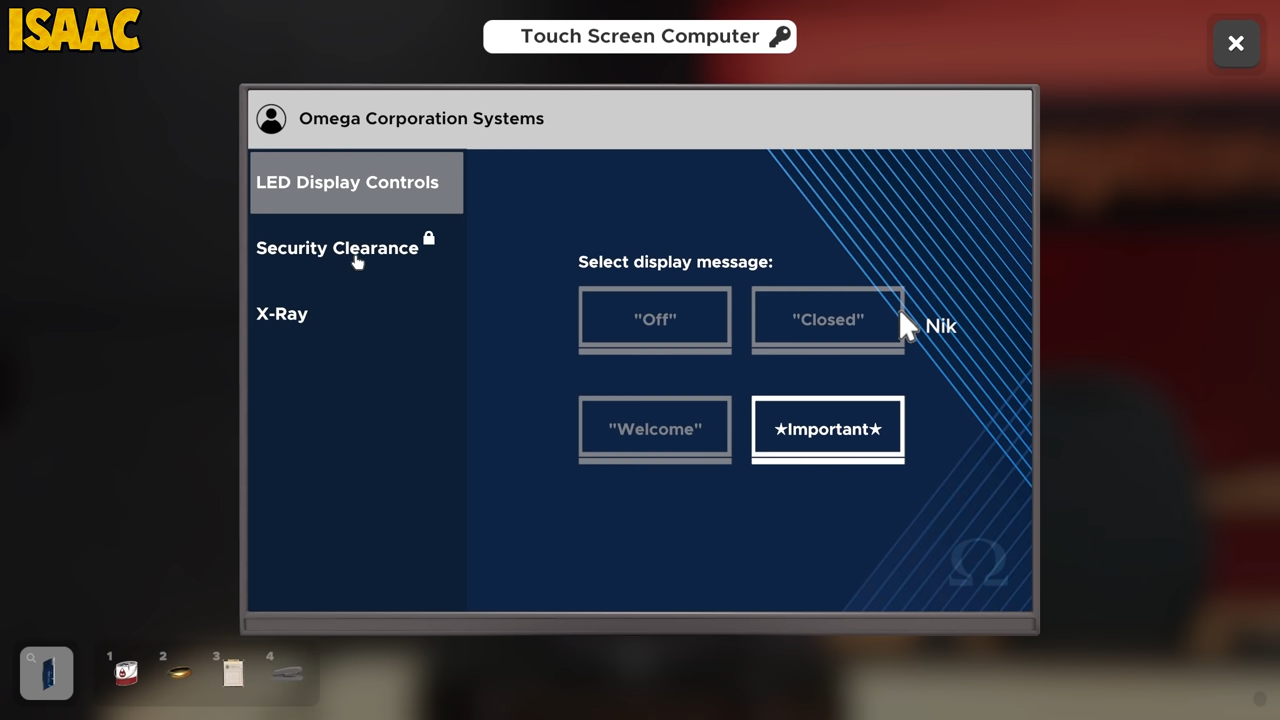 ISAAC
Touch Screen Computer
Omega Corporation Systems
LED Display Controls
Security Clearance
X-Ray
Select display message:
"Off"
"Closed"
Nik
"Welcome"
★Important★
Ω
1
2
3
4